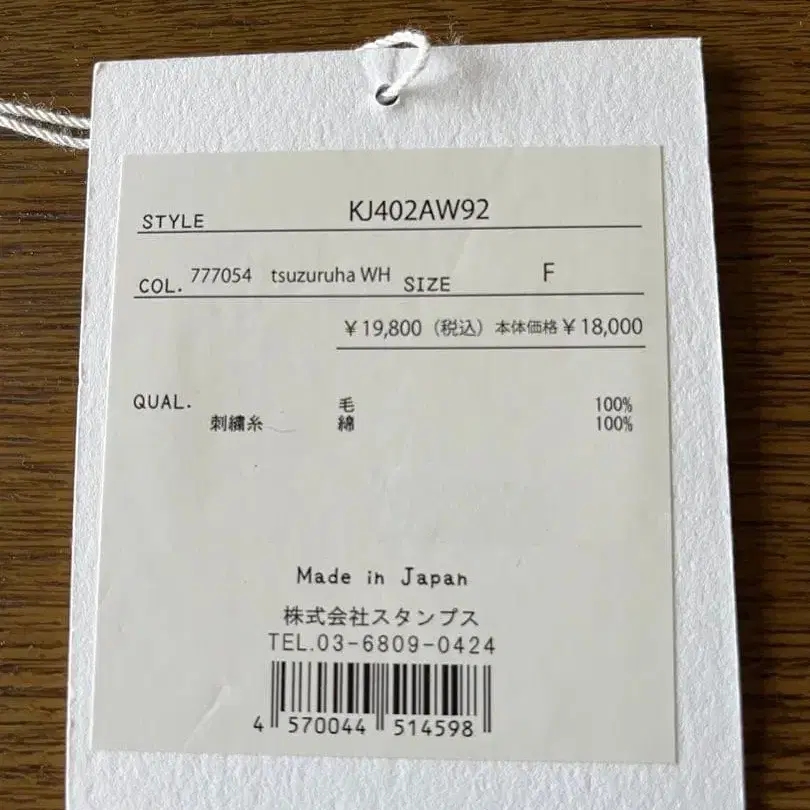 STYLE KJ402AW92
COL. 777054 tsuzuruha WH SIZE F
¥19,800（税込）本体価格¥18,000
QUAL. 毛 100%
刺繍糸 綿 100%
Made in Japan
株式会社スタンプス
TEL.03-6809-0424
4 570044 514598